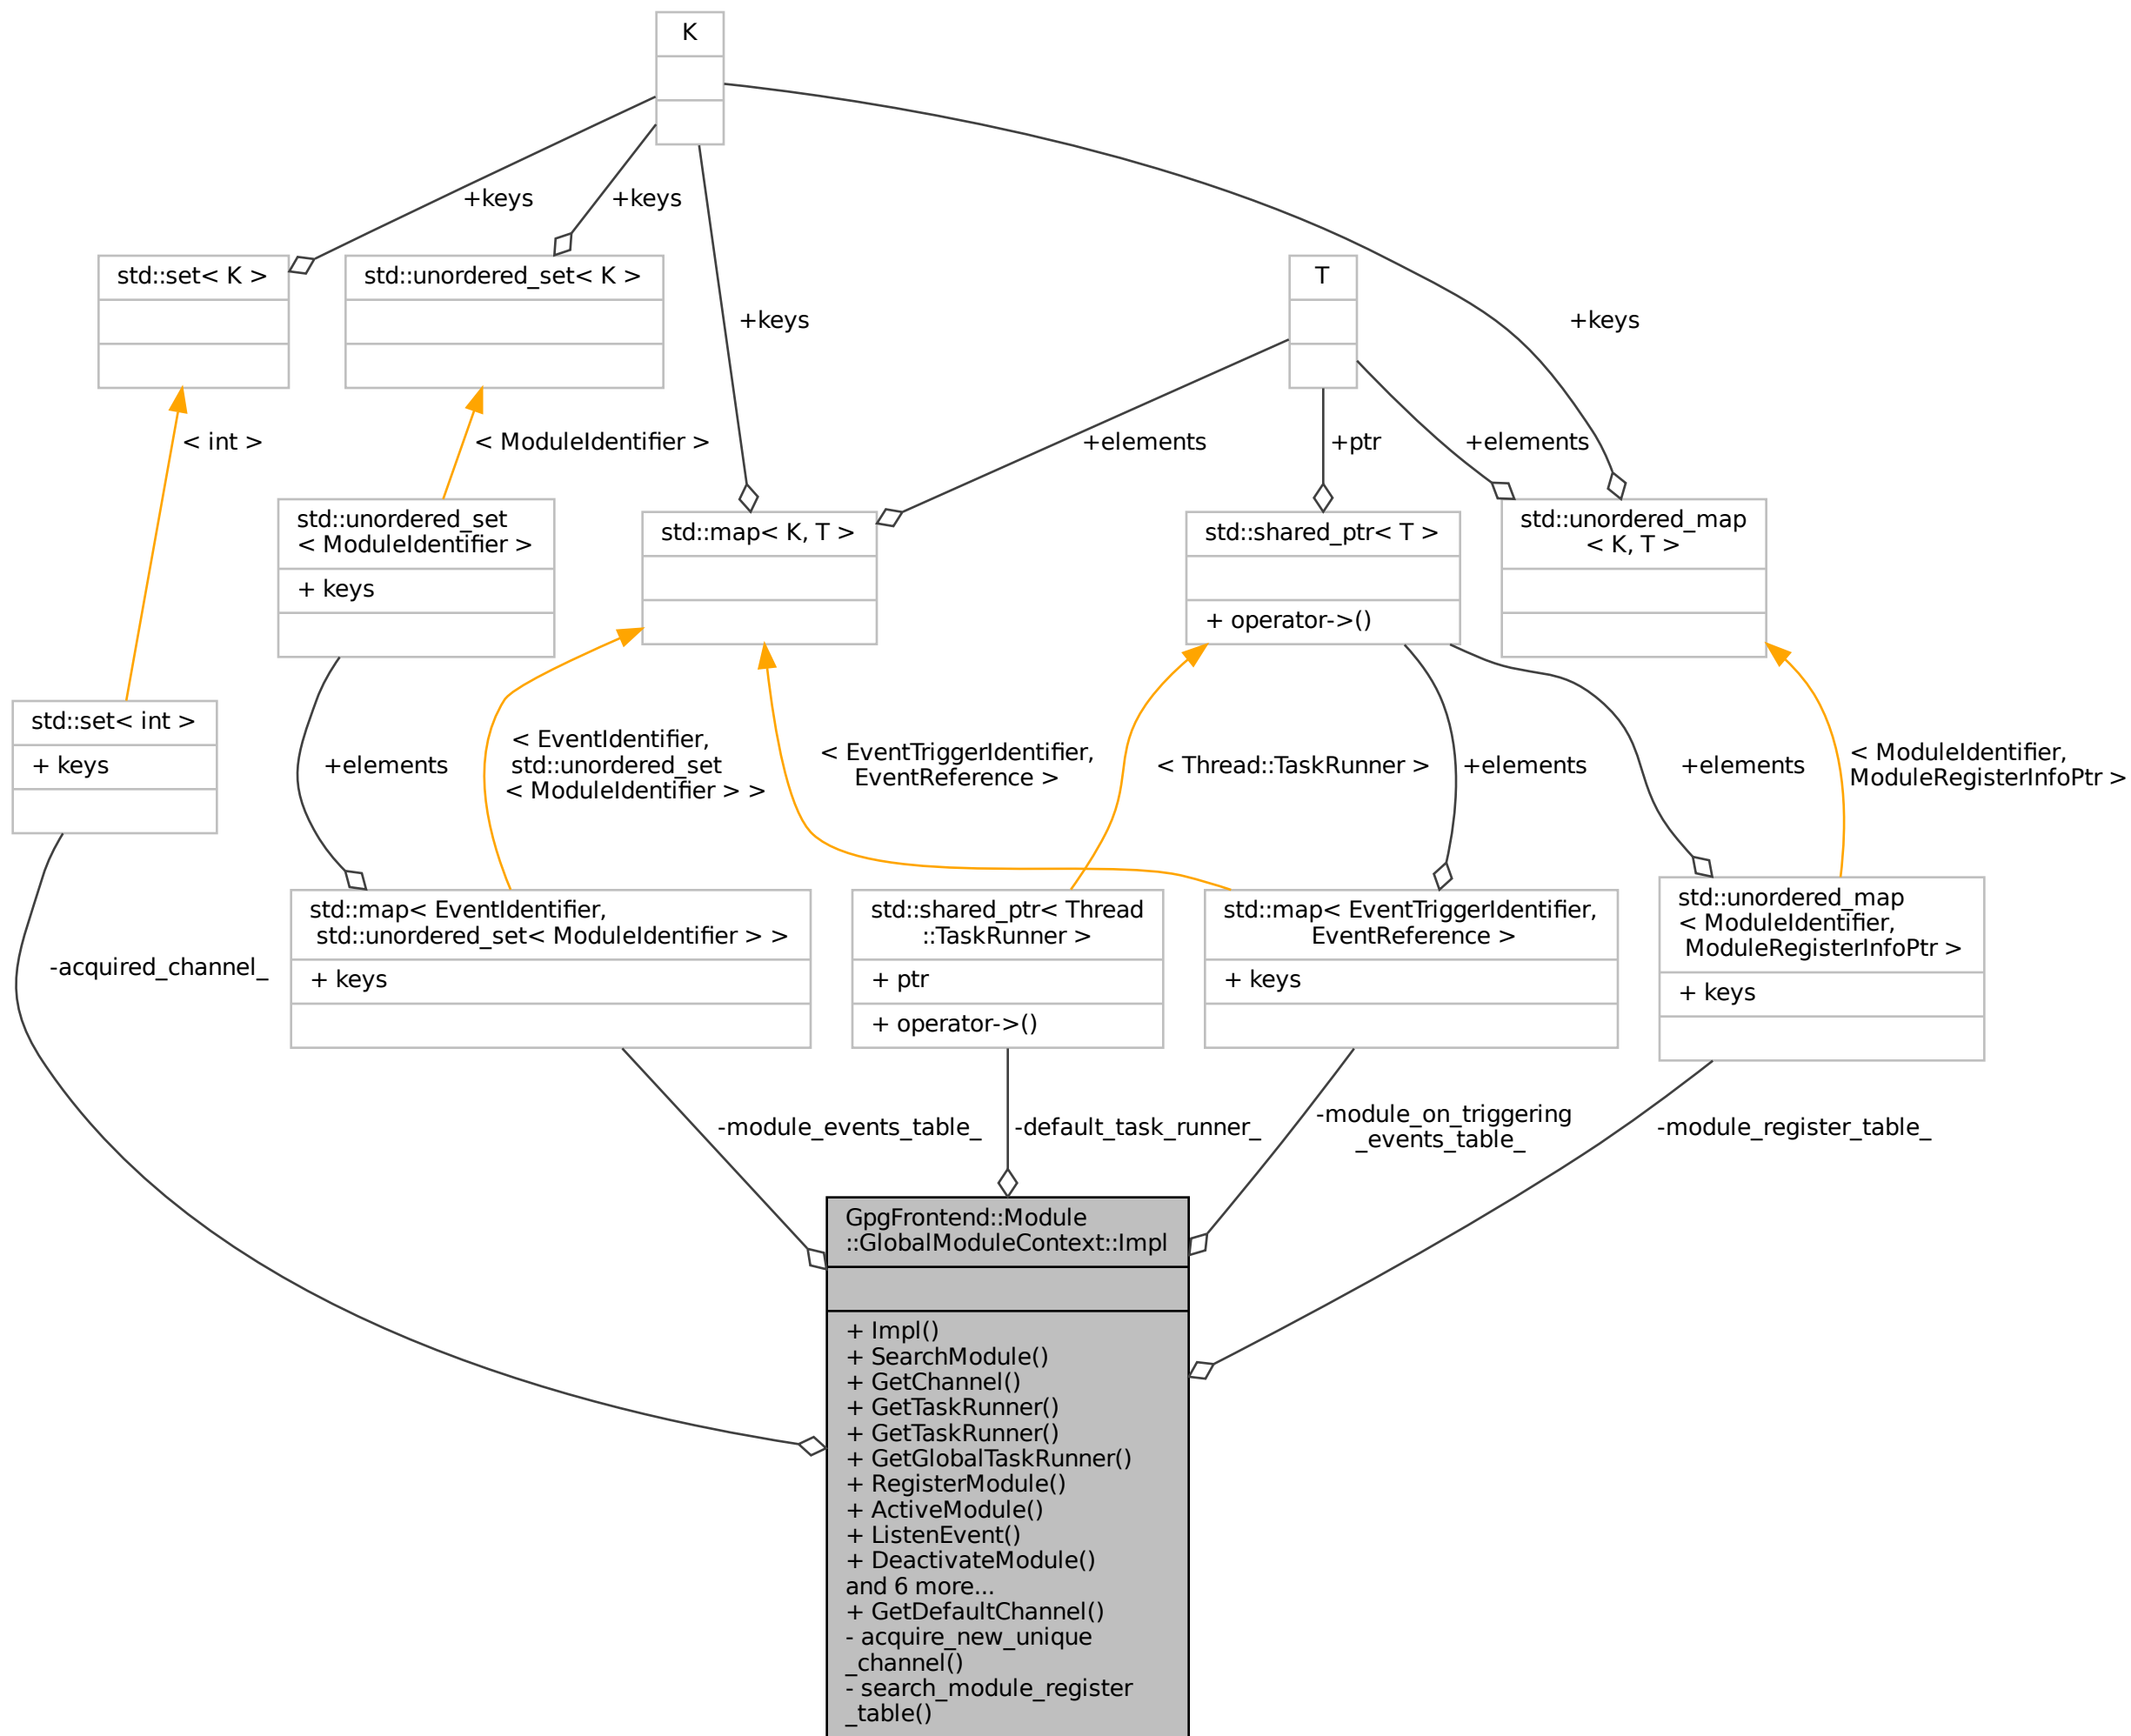 K
+keys
+keys
std::set< K >
std::unordered_set< K >
T
+keys
+keys
< int >
< ModuleIdentifier >
+elements
+ptr
+elements
std::unordered_set
< ModuleIdentifier >
+ keys
std::map< K, T >
std::shared_ptr< T >
+ operator->()
std::unordered_map
< K, T >
std::set< int >
+ keys
+elements
< EventIdentifier,
std::unordered_set
< ModuleIdentifier > >
< EventTriggerIdentifier,
EventReference >
< Thread::TaskRunner >
+elements
+elements
< ModuleIdentifier,
ModuleRegisterInfoPtr >
-acquired_channel_
std::map< EventIdentifier,
std::unordered_set< ModuleIdentifier > >
+ keys
std::shared_ptr< Thread
::TaskRunner >
+ ptr
+ operator->()
std::map< EventTriggerIdentifier,
EventReference >
+ keys
std::unordered_map
< ModuleIdentifier,
ModuleRegisterInfoPtr >
+ keys
-module_events_table_
-default_task_runner_
-module_on_triggering
_events_table_
-module_register_table_
GpgFrontend::Module
::GlobalModuleContext::Impl
+ Impl()
+ SearchModule()
+ GetChannel()
+ GetTaskRunner()
+ GetTaskRunner()
+ GetGlobalTaskRunner()
+ RegisterModule()
+ ActiveModule()
+ ListenEvent()
+ DeactivateModule()
and 6 more...
+ GetDefaultChannel()
- acquire_new_unique
_channel()
- search_module_register
_table()